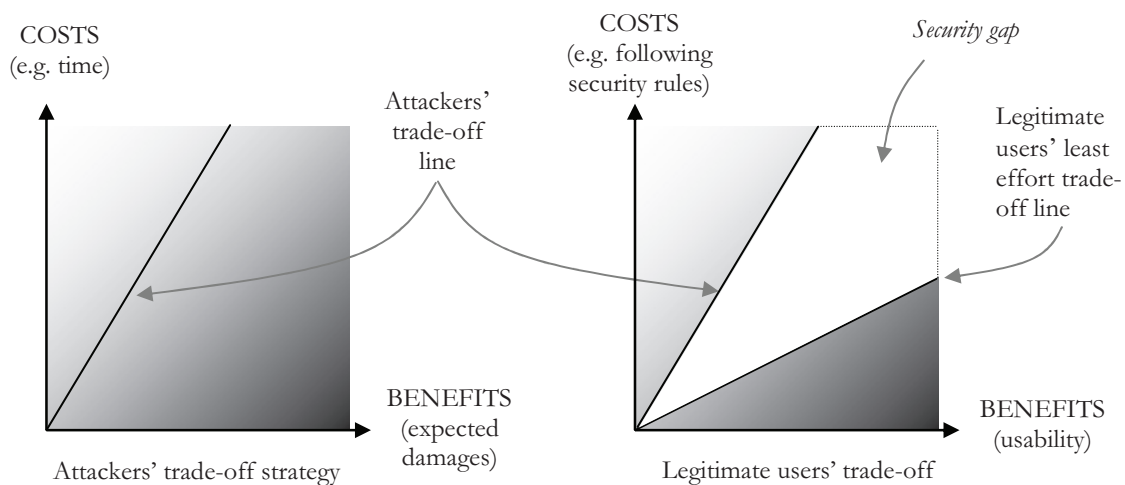 COSTS
(e.g. time)
Attackers’
trade-off
line
BENEFITS
(expected
damages)
Attackers’ trade-off strategy
COSTS
(e.g. following
security rules)
Security gap
Legitimate
users’ least
effort trade-
off line
BENEFITS
(usability)
Legitimate users’ trade-off